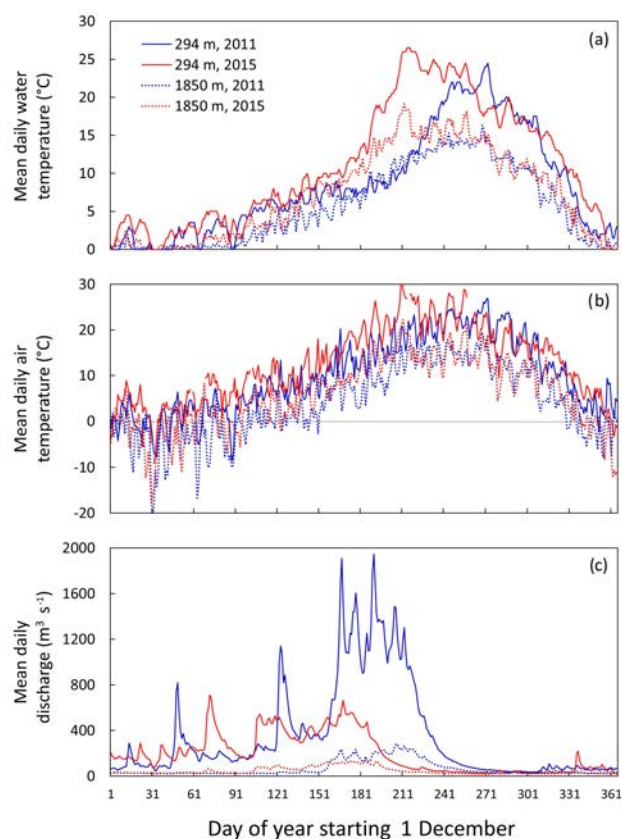 (a)
294 m, 2011
294 m, 2015
1850 m, 2011
1850 m, 2015
Mean daily water
temperature (°C)
30
25
20
15
10
5
0
(b)
Mean daily air
temperature (°C)
30
20
10
0
-10
-20
(c)
Mean daily
discharge (m³ s⁻¹)
2000
1600
1200
800
400
0
1 31 61 91 121 151 181 211 241 271 301 331 361
Day of year starting 1 December